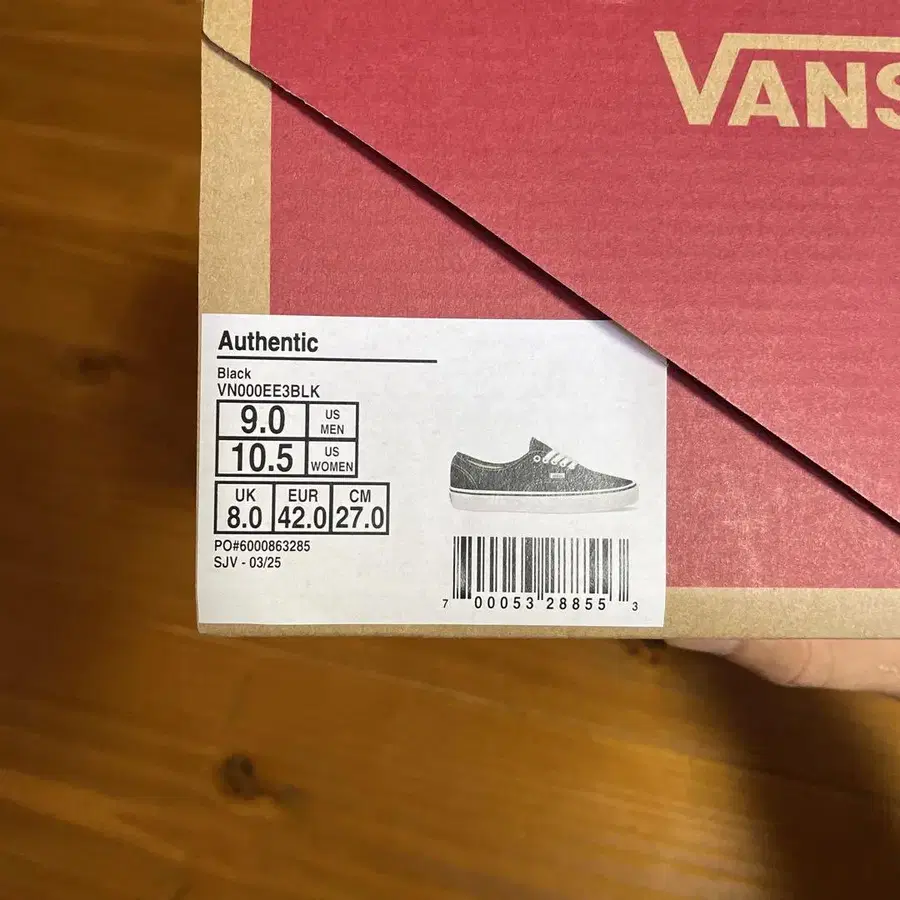 VANS
Authentic
Black
VN000EE3BLK
9.0 US MEN
10.5 US WOMEN
UK EUR CM
8.0 42.0 27.0
PO#6000863285
SJV - 03/25
7 00053 28855 3